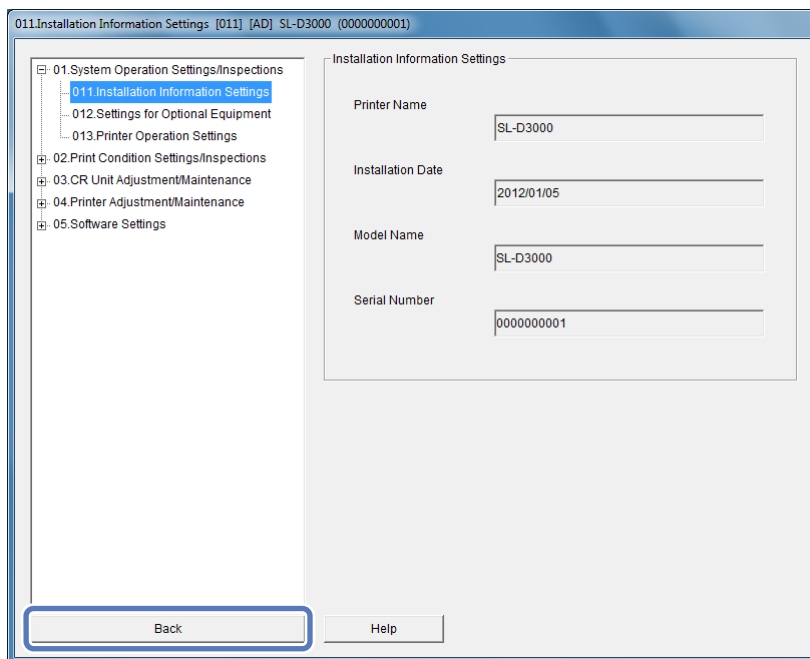 011.Installation Information Settings [011] [AD] SL-D3000 (0000000001)
01.System Operation Settings/Inspections
011.Installation Information Settings
012.Settings for Optional Equipment
013.Printer Operation Settings
02.Print Condition Settings/Inspections
03.CR Unit Adjustment/Maintenance
04.Printer Adjustment/Maintenance
05.Software Settings
Installation Information Settings
Printer Name
SL-D3000
Installation Date
2012/01/05
Model Name
SL-D3000
Serial Number
0000000001
Back
Help